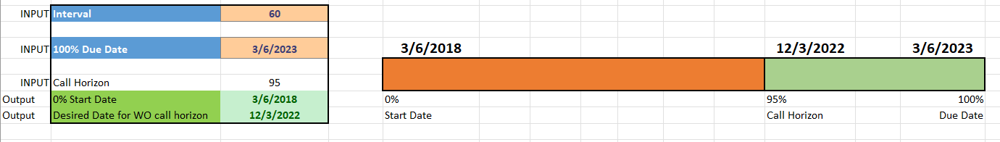 INPUT Interval 60
INPUT 100% Due Date 3/6/2023 3/6/2018 12/3/2022 3/6/2023
INPUT Call Horizon 95
Output 0% Start Date 3/6/2018 0% 95% 100%
Output Desired Date for WO call horizon 12/3/2022 Start Date Call Horizon Due Date